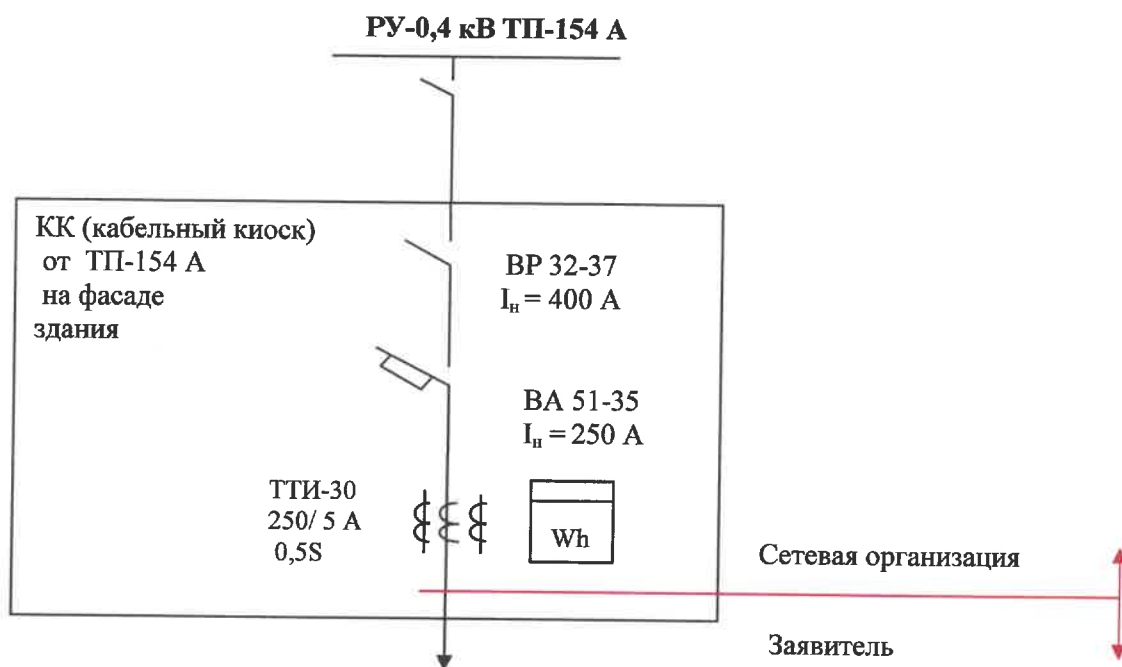 РУ-0,4 кВ ТП-154 А
КК (кабельный киоск)
от ТП-154 А
на фасаде
здания
ВР 32-37
Iн = 400 А
ВА 51-35
Iн = 250 А
ТТИ-30
250/ 5 А
0,5S
Wh
Сетевая организация
Заявитель